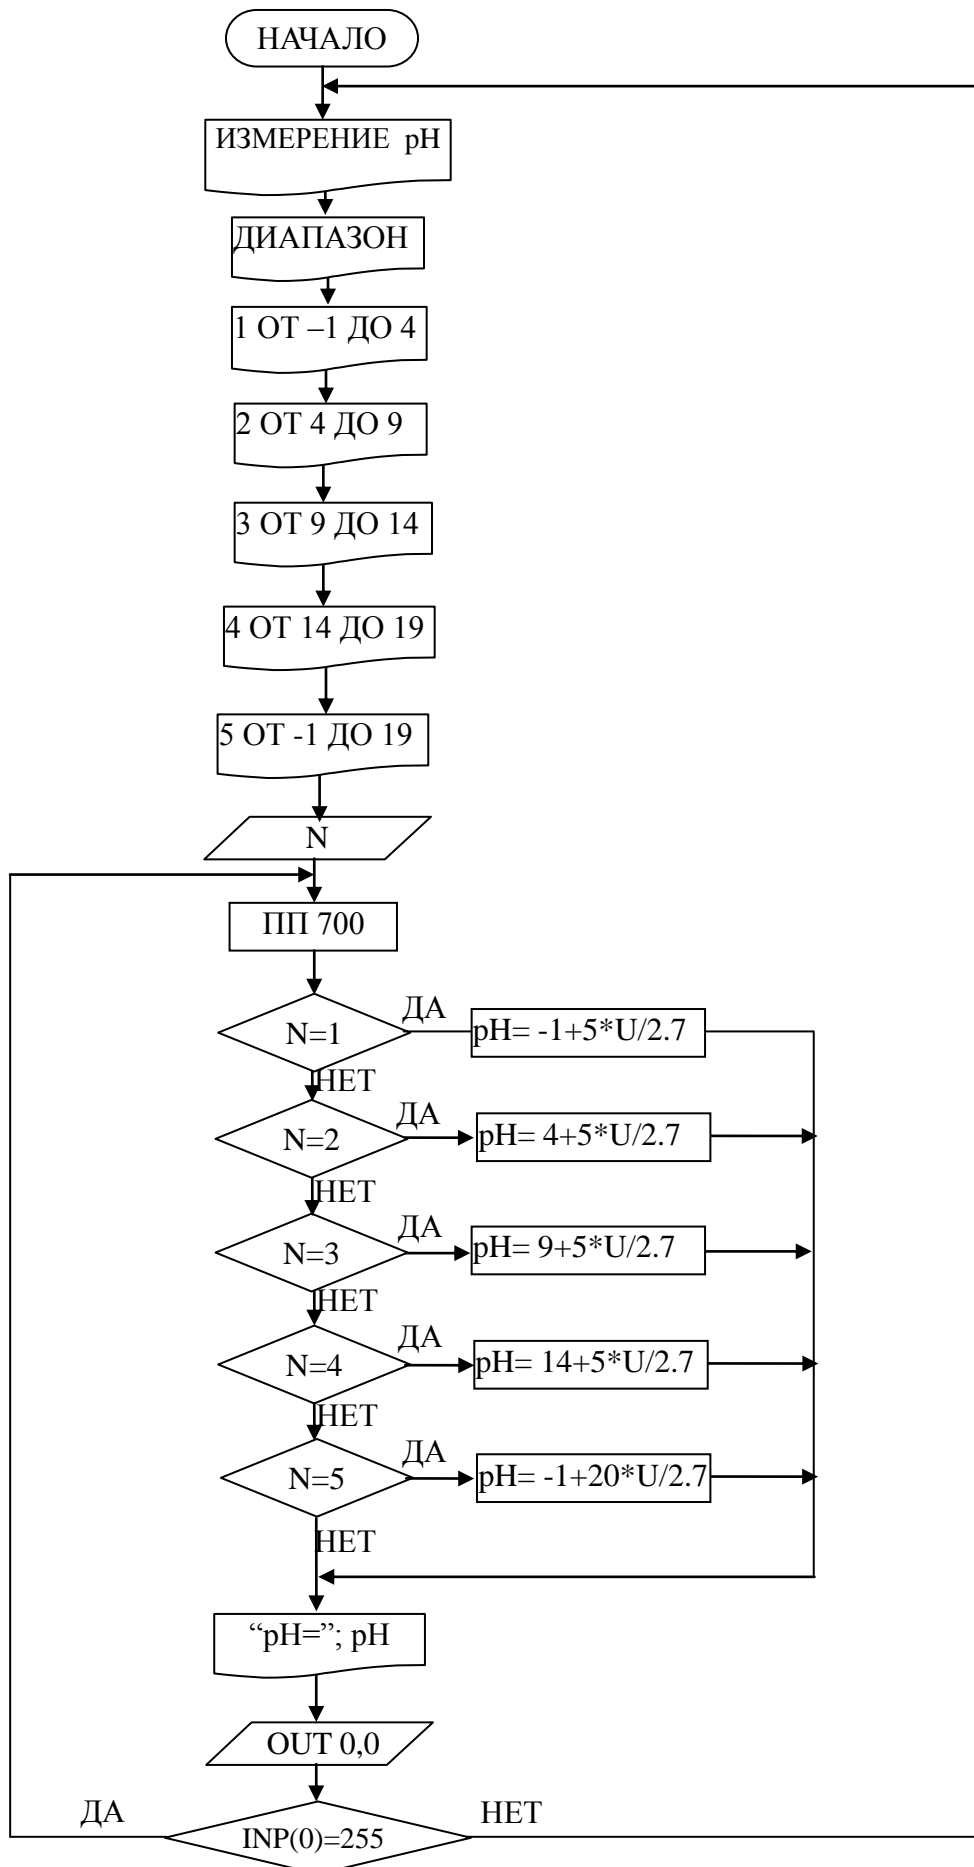 НАЧАЛО
ИЗМЕРЕНИЕ pH
ДИАПАЗОН
1 ОТ –1 ДО 4
2 ОТ 4 ДО 9
3 ОТ 9 ДО 14
4 ОТ 14 ДО 19
5 ОТ -1 ДО 19
N
ПП 700
N=1
ДА
pH= -1+5*U/2.7
НЕТ
N=2
ДА
pH= 4+5*U/2.7
НЕТ
N=3
ДА
pH= 9+5*U/2.7
НЕТ
N=4
ДА
pH= 14+5*U/2.7
НЕТ
N=5
ДА
pH= -1+20*U/2.7
НЕТ
“pH=”; pH
OUT 0,0
ДА
INP(0)=255
НЕТ